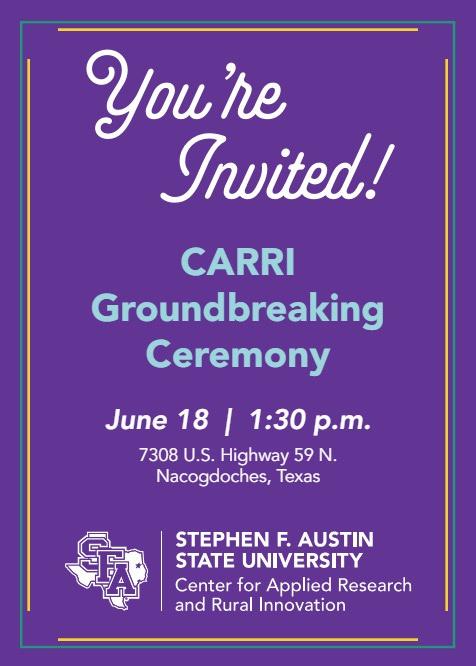 You're
Invited!
CARRI
Groundbreaking
Ceremony
June 18 | 1:30 p.m.
7308 U.S. Highway 59 N.
Nacogdoches, Texas
SFA
STEPHEN F. AUSTIN
STATE UNIVERSITY
Center for Applied Research
and Rural Innovation